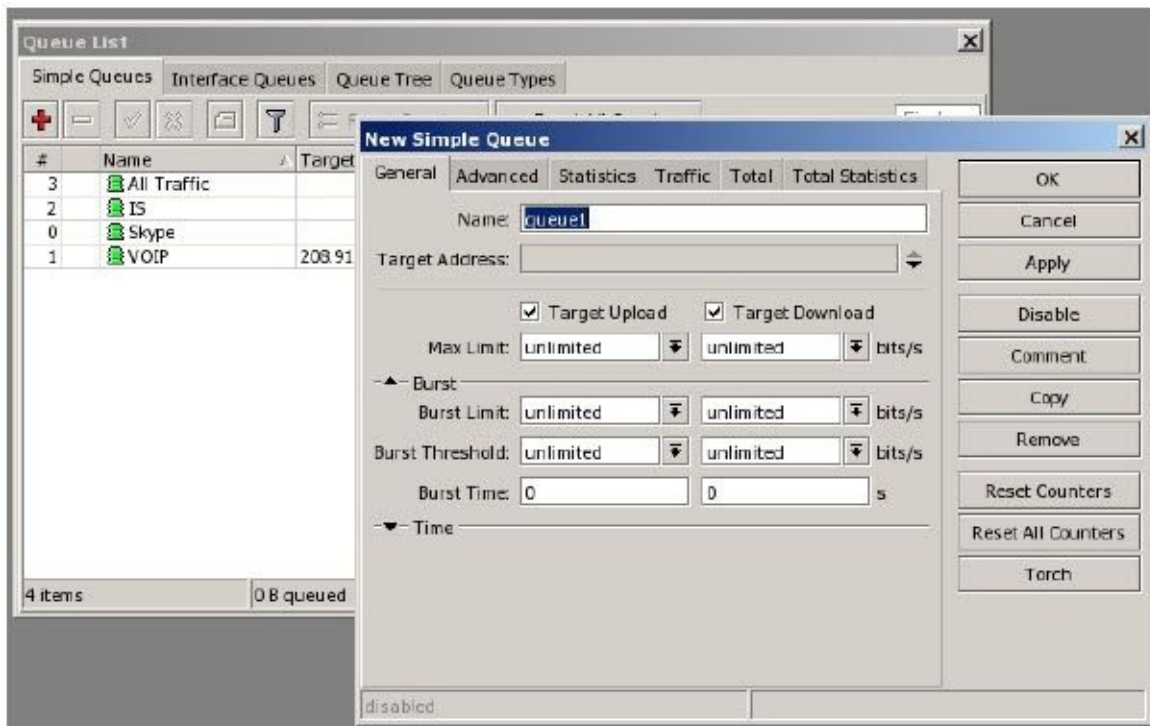 Queue List
Simple Queues Interface Queues Queue Tree Queue Types
# Name Target
3 All Traffic
2 IS
0 Skype
1 VOIP 208.91
4 items 0 B queued
New Simple Queue
General Advanced Statistics Traffic Total Total Statistics
Name: queue1
Target Address:
Target Upload Target Download
Max Limit: unlimited unlimited bits/s
Burst
Burst Limit: unlimited unlimited bits/s
Burst Threshold: unlimited unlimited bits/s
Burst Time: 0 0 s
Time
disabled
OK
Cancel
Apply
Disable
Comment
Copy
Remove
Reset Counters
Reset All Counters
Torch